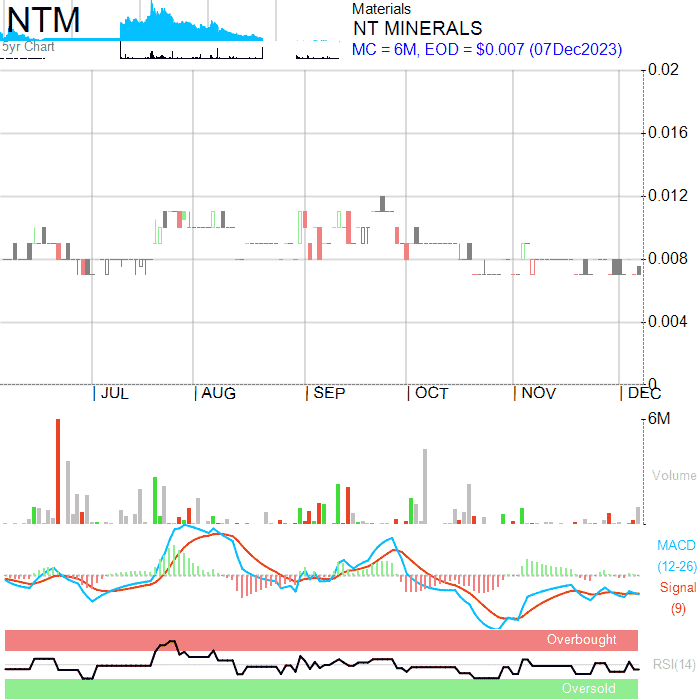 NTM
5yr Chart
Materials
NT MINERALS
MC = 6M, EOD = $0.007 (07Dec2023)
0.02
0.016
0.012
0.008
0.004
0
JUL AUG SEP OCT NOV DEC
6M
Volume
MACD
(12-26)
Signal
(9)
Overbought
RSI(14)
Oversold